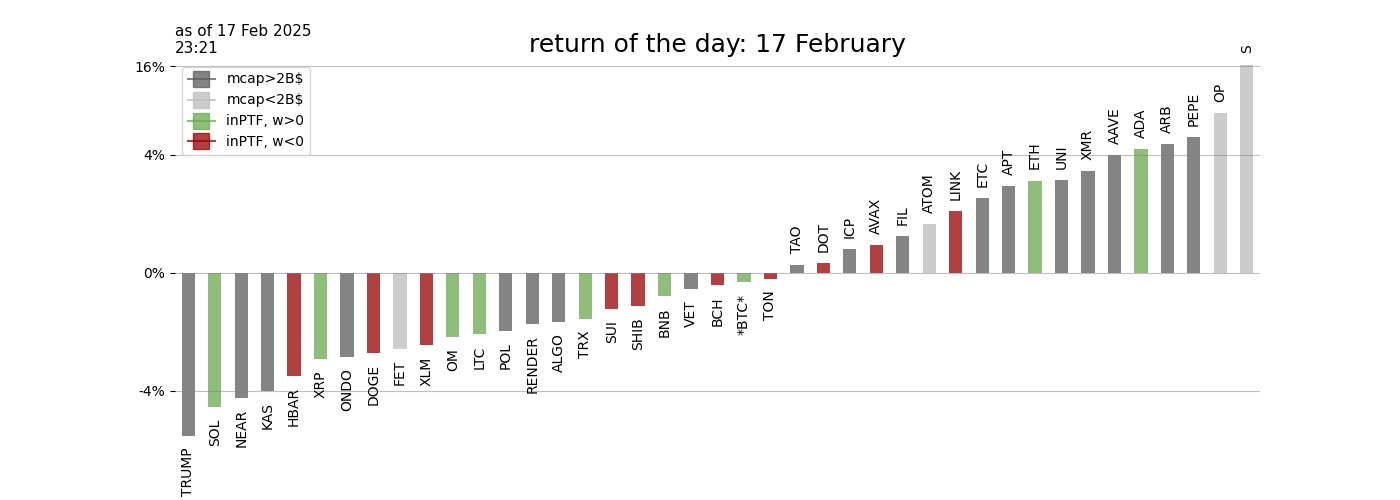 as of 17 Feb 2025
23:21
return of the day: 17 February
mcap>2B$
mcap<2B$
inPTF, w>0
inPTF, w<0
16%
4%
0%
-4%
TRUMP
SOL
NEAR
KAS
HBAR
XRP
ONDO
DOGE
FET
XLM
OM
LTC
POL
RENDER
ALGO
TRX
SUI
SHIB
BNB
VET
BCH
*BTC*
TON
TAO
DOT
ICP
AVAX
FIL
ATOM
LINK
ETC
APT
ETH
UNI
XMR
AAVE
ADA
ARB
PEPE
OP
S